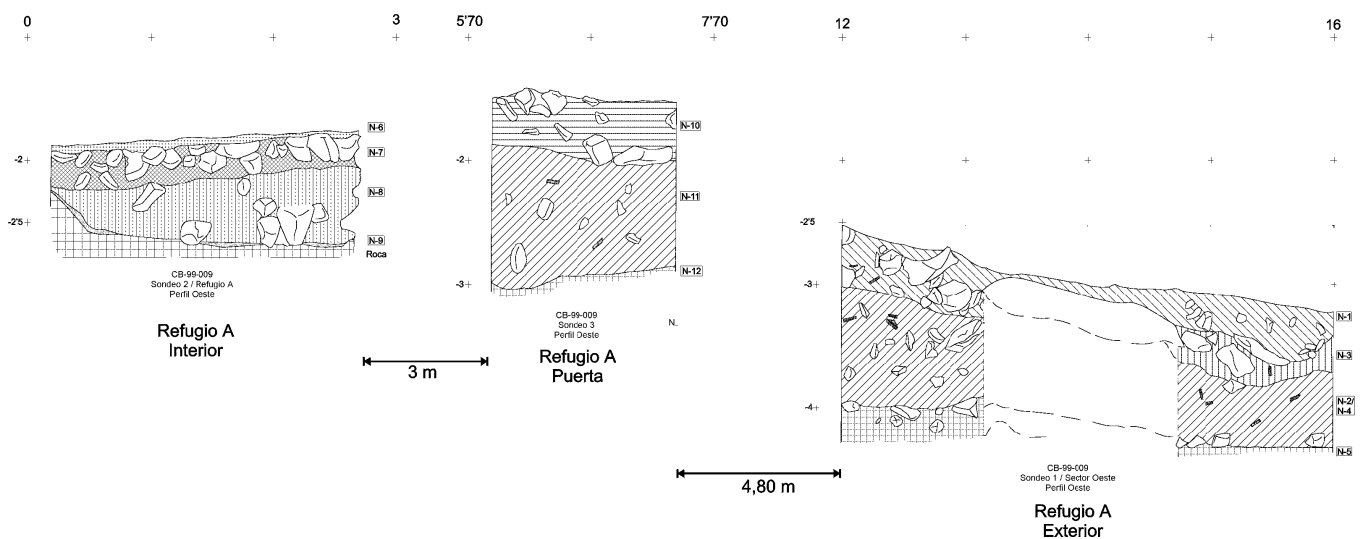 0
3
5'70
7'70
12
16
N-6
N-7
-2
N-8
-2'5
N-9
Roca
CB-99-009
Sondeo 2 / Refugio A
Perfil Oeste
Refugio A
Interior
3 m
N-10
-2
N-11
N-12
-3
CB-99-009
Sondeo 3
Perfil Oeste
Refugio A
Puerta
N.
4,80 m
-2'5
-3
N-1
N-3
-4
N-2/
N-4
N-5
CB-99-009
Sondeo 1 / Sector Oeste
Perfil Oeste
Refugio A
Exterior